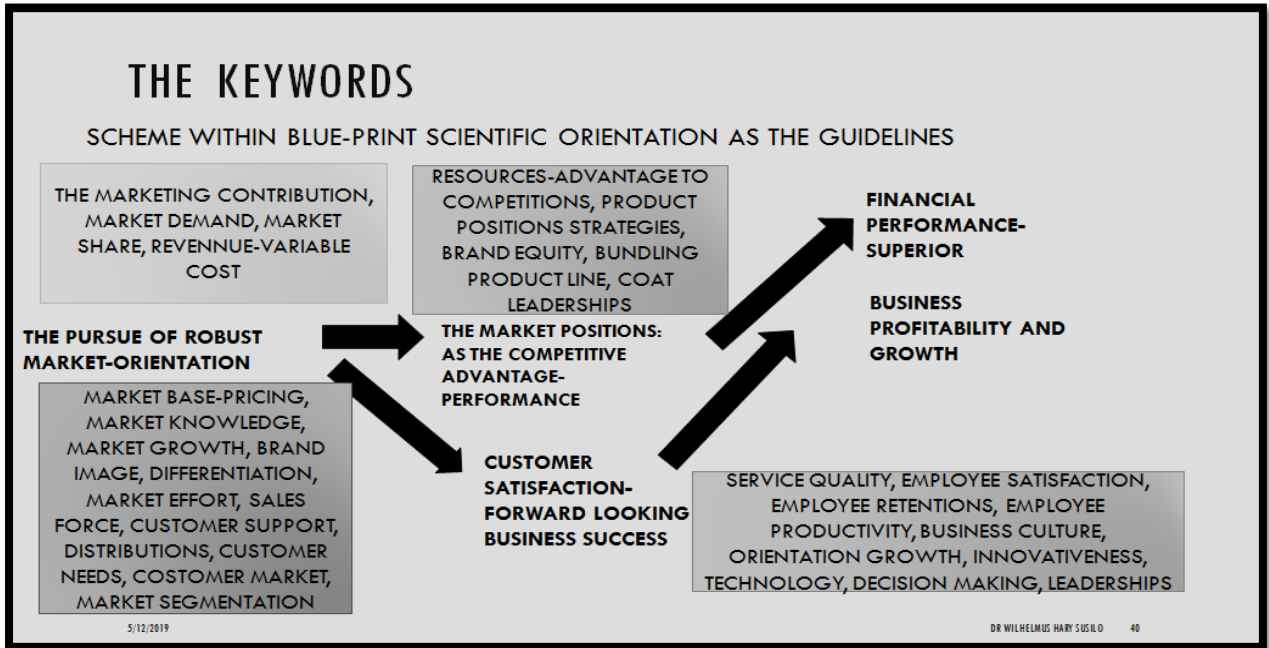 THE KEYWORDS
SCHEME WITHIN BLUE-PRINT SCIENTIFIC ORIENTATION AS THE GUIDELINES
THE MARKETING CONTRIBUTION,
MARKET DEMAND, MARKET
SHARE, REVENNUE-VARIABLE
COST
RESOURCES-ADVANTAGE TO
COMPETITIONS, PRODUCT
POSITIONS STRATEGIES,
BRAND EQUITY, BUNDLING
PRODUCT LINE, COAT
LEADERSHIPS
FINANCIAL
PERFORMANCE-
SUPERIOR
BUSINESS
PROFITABILITY AND
GROWTH
THE PURSUE OF ROBUST
MARKET-ORIENTATION
THE MARKET POSITIONS:
AS THE COMPETITIVE
ADVANTAGE-
PERFORMANCE
MARKET BASE-PRICING,
MARKET KNOWLEDGE,
MARKET GROWTH, BRAND
IMAGE, DIFFERENTIATION,
MARKET EFFORT, SALES
FORCE, CUSTOMER SUPPORT,
DISTRIBUTIONS, CUSTOMER
NEEDS, COSTOMER MARKET,
MARKET SEGMENTATION
CUSTOMER
SATISFACTION-
FORWARD LOOKING
BUSINESS SUCCESS
SERVICE QUALITY, EMPLOYEE SATISFACTION,
EMPLOYEE RETENTIONS, EMPLOYEE
PRODUCTIVITY, BUSINESS CULTURE,
ORIENTATION GROWTH, INNOVATIVENESS,
TECHNOLOGY, DECISION MAKING, LEADERSHIPS
5/12/2019
DR WILHELMUS HARY SUSILO
40